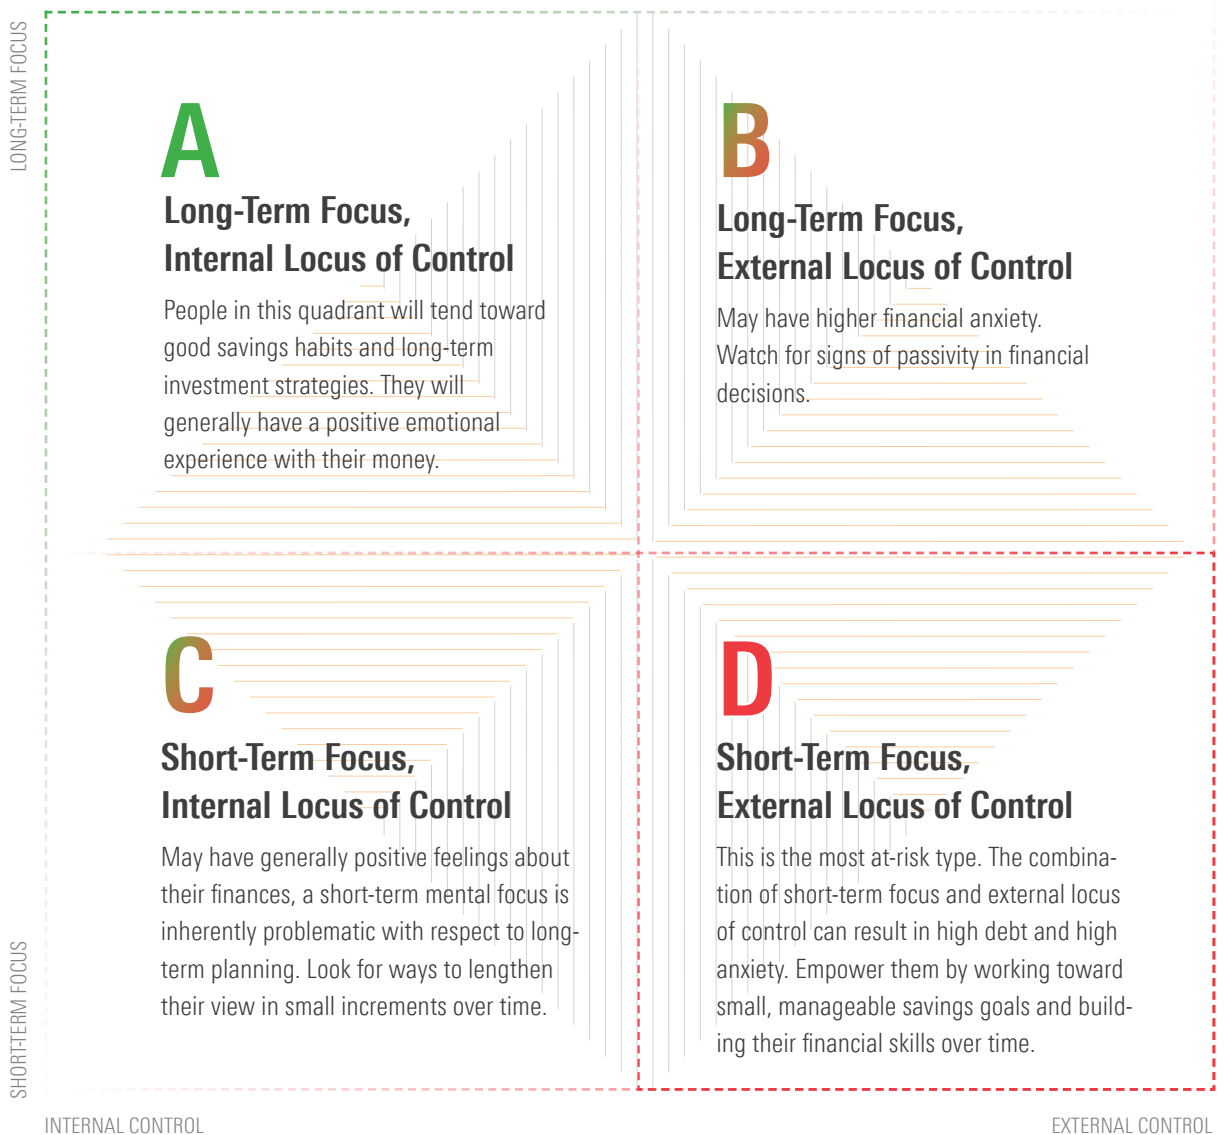 LONG-TERM FOCUS
A
Long-Term Focus,
Internal Locus of Control
People in this quadrant will tend toward
good savings habits and long-term
investment strategies. They will
generally have a positive emotional
experience with their money.
B
Long-Term Focus,
External Locus of Control
May have higher financial anxiety.
Watch for signs of passivity in financial
decisions.
C
Short-Term Focus,
Internal Locus of Control
May have generally positive feelings about
their finances, a short-term mental focus is
inherently problematic with respect to long-
term planning. Look for ways to lengthen
their view in small increments over time.
D
Short-Term Focus,
External Locus of Control
This is the most at-risk type. The combina-
tion of short-term focus and external locus
of control can result in high debt and high
anxiety. Empower them by working toward
small, manageable savings goals and build-
ing their financial skills over time.
SHORT-TERM FOCUS
INTERNAL CONTROL
EXTERNAL CONTROL